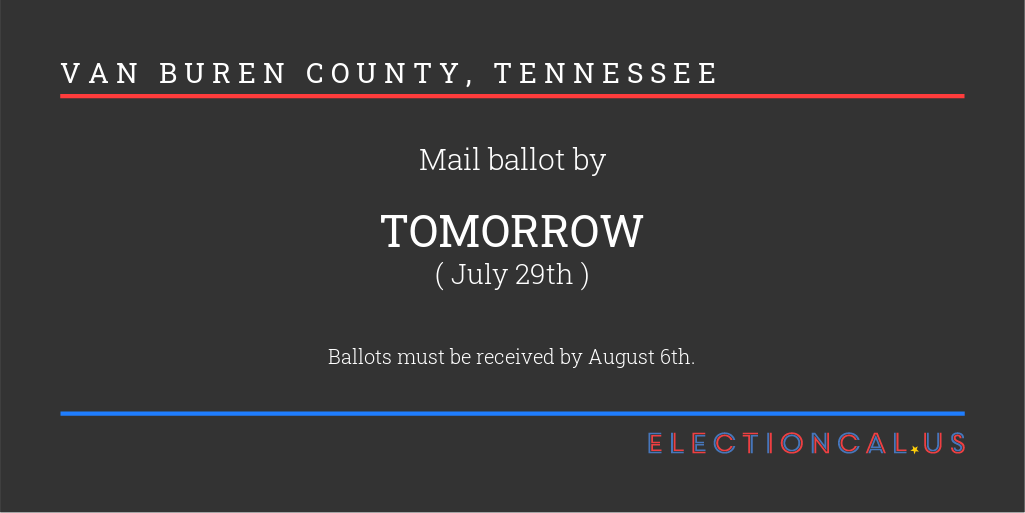 VAN BUREN COUNTY, TENNESSEE
Mail ballot by
TOMORROW
( July 29th )
Ballots must be received by August 6th.
ELECTIONCAL.US